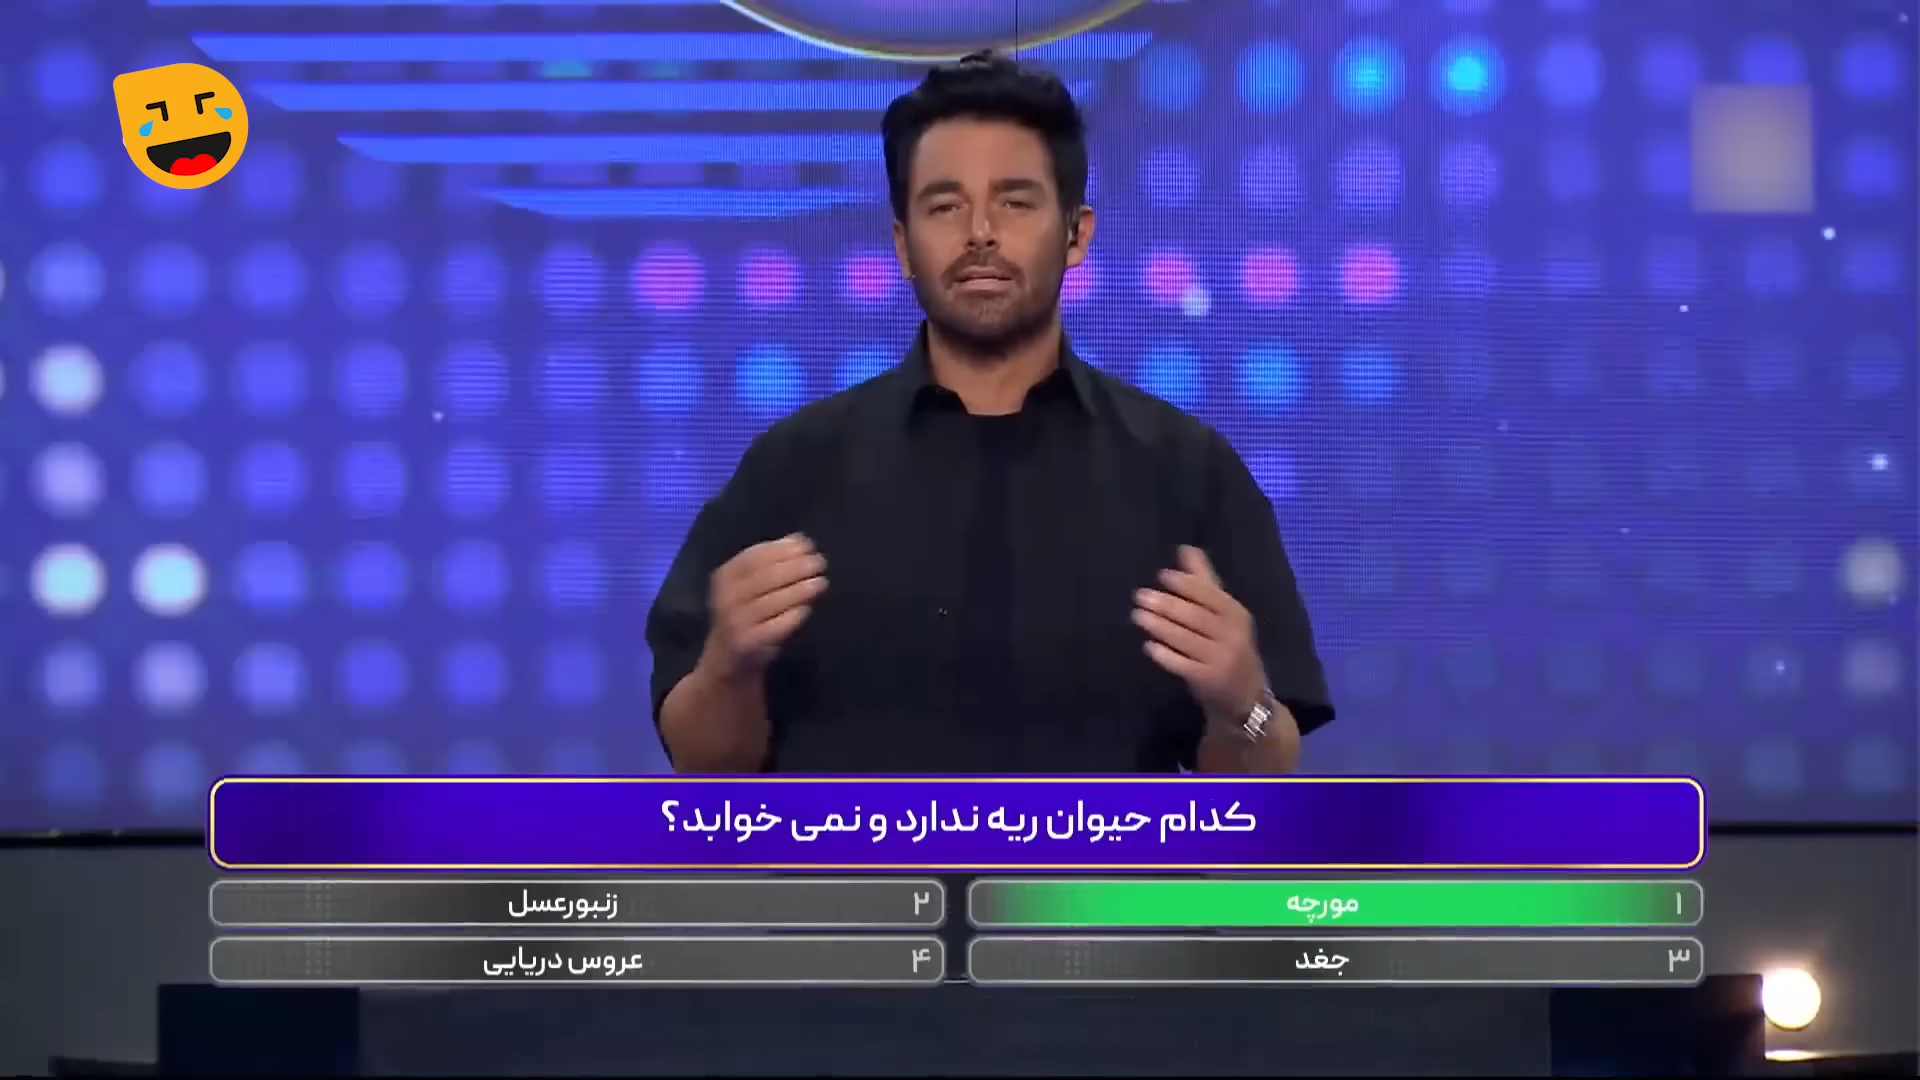 کدام حیوان ریه ندارد و نمی خوابد؟
۱ مورچه
۲ زنبورعسل
۳ جغد
۴ عروس دریایی